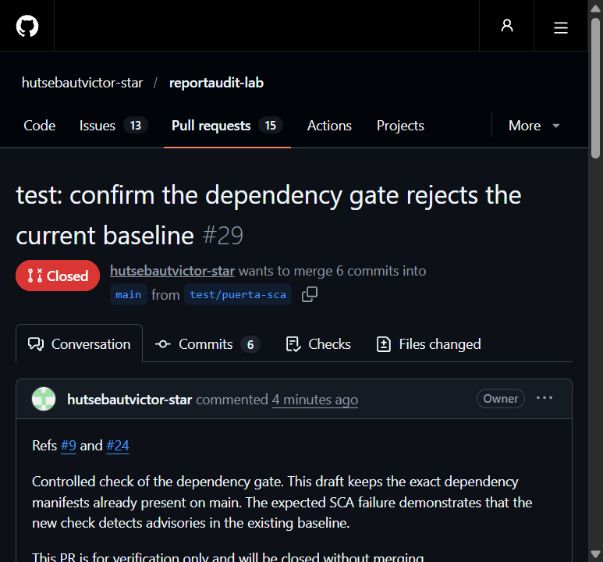 hutsebautvictor-star / reportaudit-lab
Code Issues 13 Pull requests 15 Actions Projects More
test: confirm the dependency gate rejects the
current baseline #29
Closed hutsebautvictor-star wants to merge 6 commits into
main from test/puerta-sca
Conversation Commits 6 Checks Files changed
hutsebautvictor-star commented 4 minutes ago Owner
Refs #9 and #24
Controlled check of the dependency gate. This draft keeps the exact dependency
manifests already present on main. The expected SCA failure demonstrates that the
new check detects advisories in the existing baseline.
This PR is for verification only and will be closed without merging